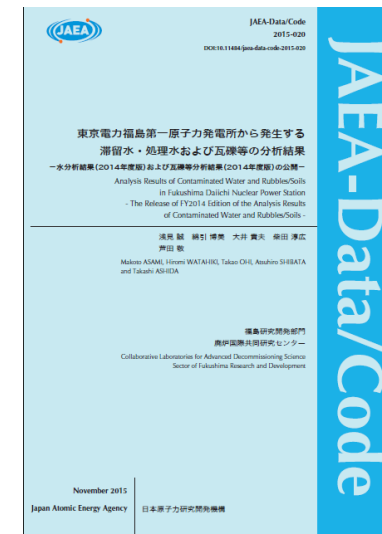 JAEA
JAEA-Data/Code
2015-020
DOI:10.11484/jaea-data-code-2015-020
東京電力福島第一原子力発電所から発生する
滞留水・処理水および瓦礫等の分析結果
−水分析結果(2014年度版)および瓦礫等分析結果(2014年度版)の公開−
Analysis Results of Contaminated Water and Rubbles/Soils
in Fukushima Daiichi Nuclear Power Station
- The Release of FY2014 Edition of the Analysis Results
of Contaminated Water and Rubbles/Soils -
浅見 誠 綿引 博美 大井 貴夫 柴田 淳広
芦田 敬
Makoto ASAMI, Hiromi WATAHIKI, Takao OHI, Atsuhiro SHIBATA
and Takashi ASHIDA
福島研究開発部門
廃炉国際共同研究センター
Collaborative Laboratories for Advanced Decommissioning Science
Sector of Fukushima Research and Development
November 2015
Japan Atomic Energy Agency
日本原子力研究開発機構
JAEA-Data/Code